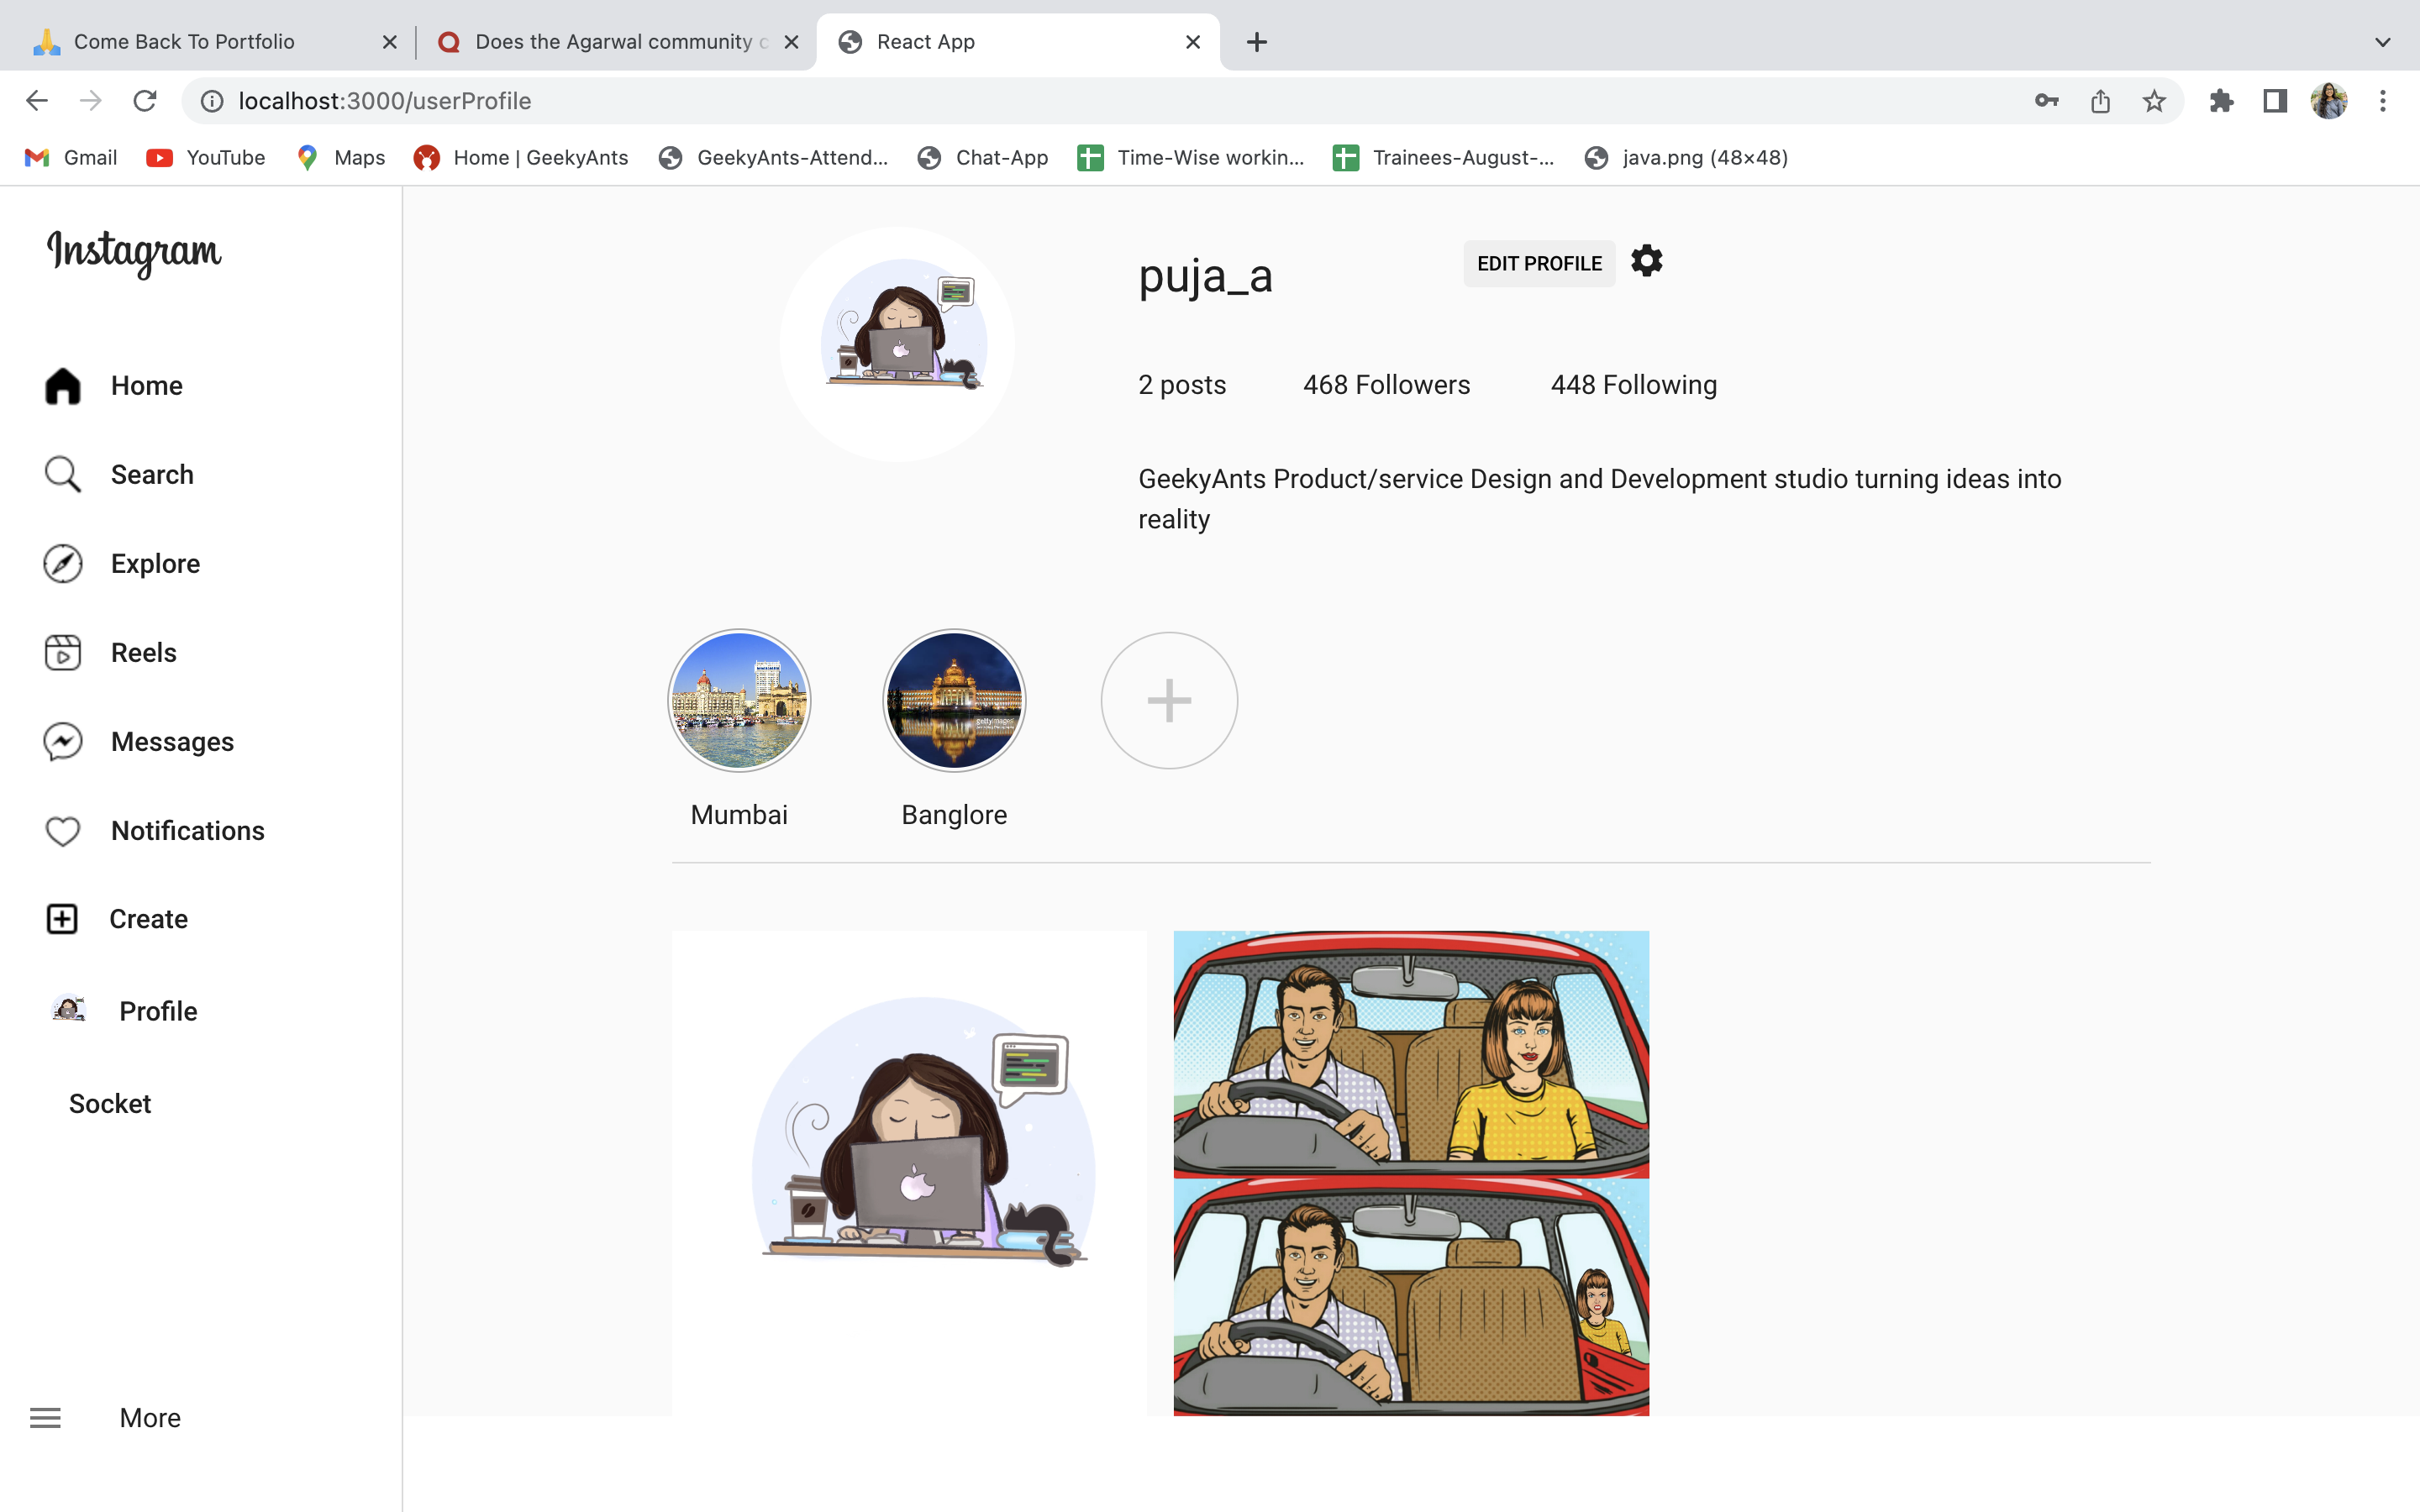 Come Back To Portfolio
Does the Agarwal community
React App
localhost:3000/userProfile
Gmail
YouTube
Maps
Home | GeekyAnts
GeekyAnts-Attend...
Chat-App
Time-Wise workin...
Trainees-August-...
java.png (48×48)
Instagram
Home
Search
Explore
Reels
Messages
Notifications
Create
Profile
Socket
More
puja_a
EDIT PROFILE
2 posts
468 Followers
448 Following
GeekyAnts Product/service Design and Development studio turning ideas into
reality
gettyimages
Mumbai
Banglore